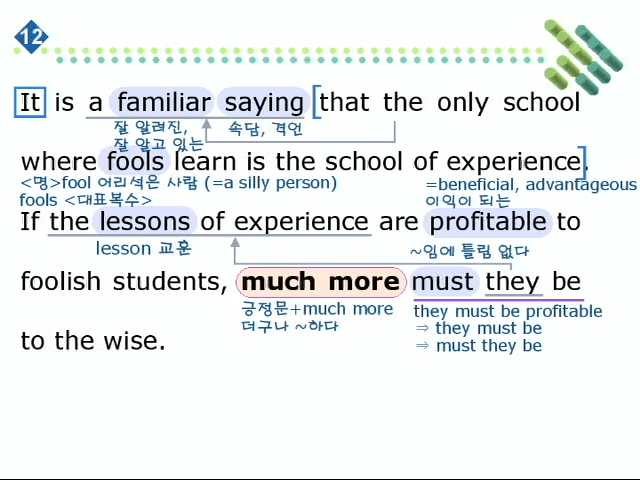 12
It is a familiar saying [that the only school
잘 알려진, 속담, 격언
잘 알고 있는
where fools learn is the school of experience].
<명>fool 어리석은 사람 (=a silly person) =beneficial, advantageous
fools <대표복수> 이익이 되는
If the lessons of experience are profitable to
lesson 교훈 ~임에 틀림 없다
foolish students, much more must they be
긍정문+much more they must be profitable
더구나 ~하다 ⇒ they must be
to the wise. ⇒ must they be